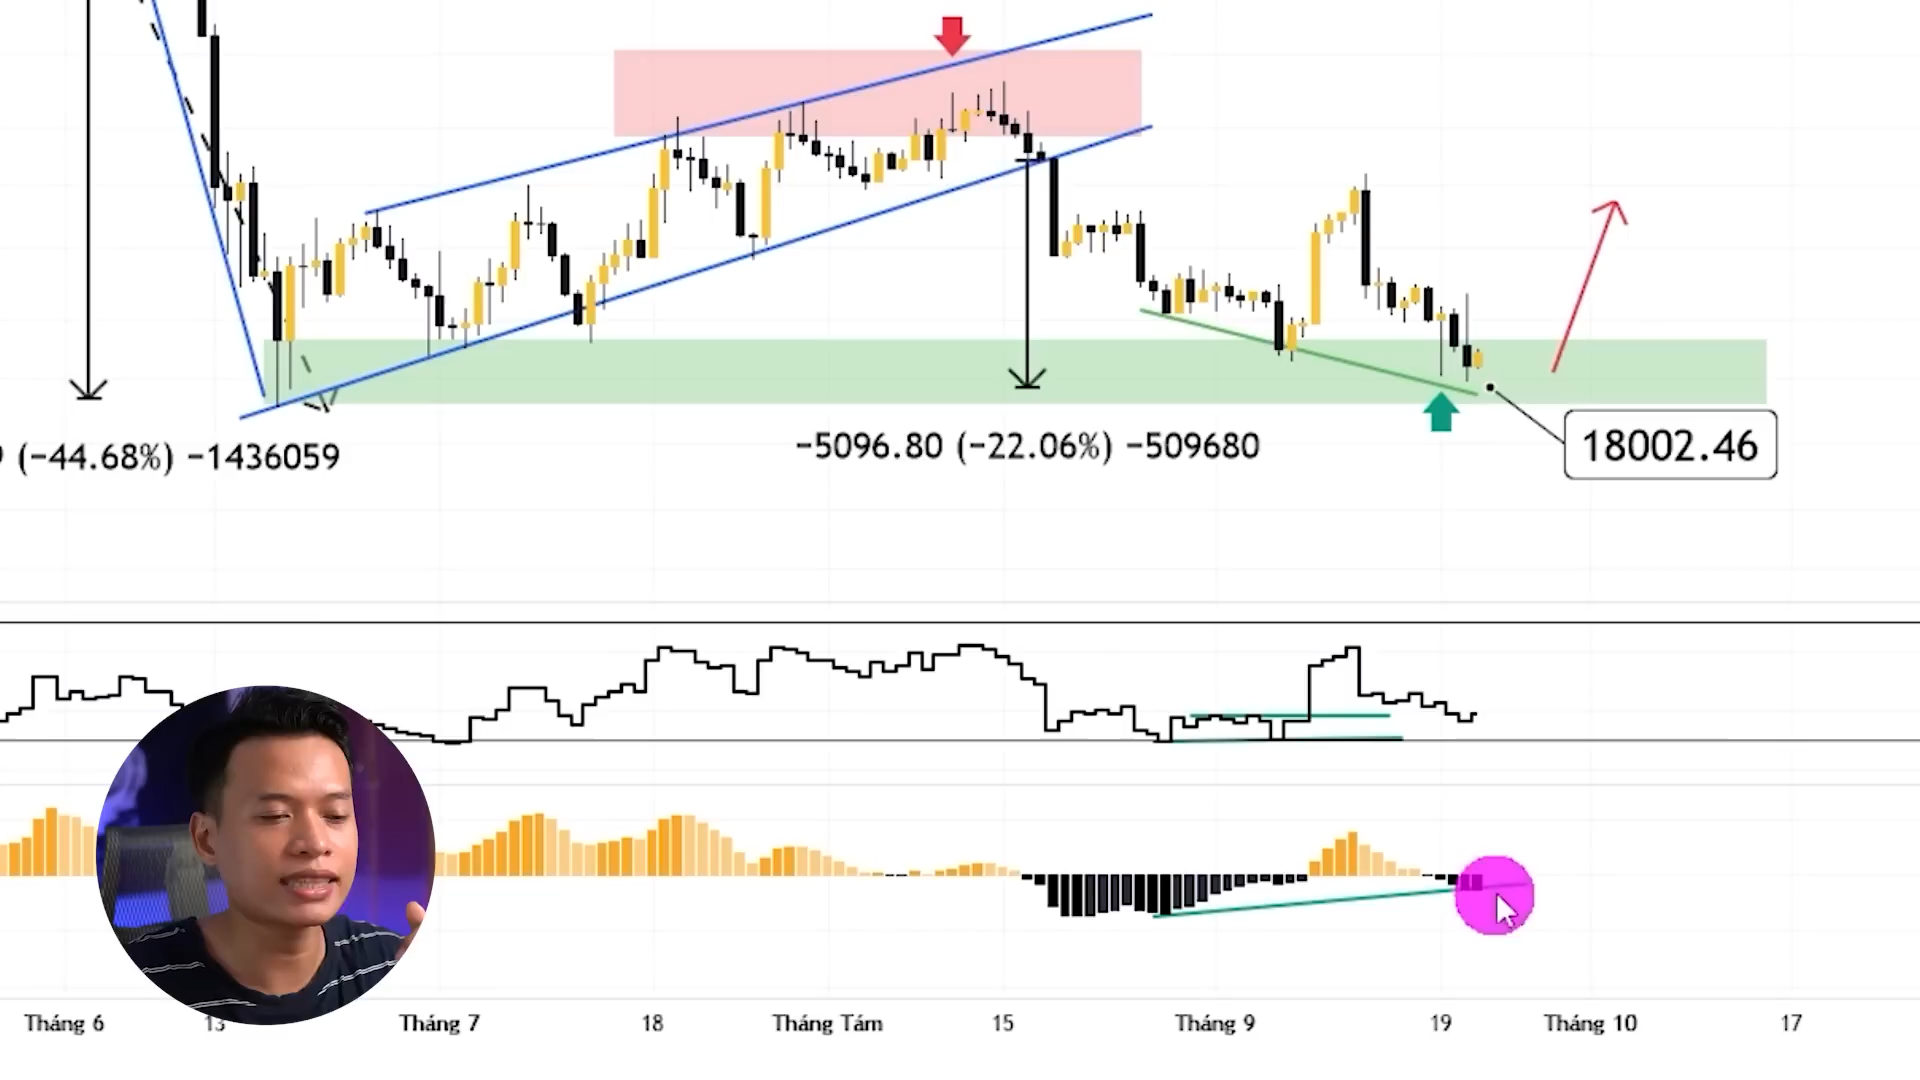 (−44.68%) −1436059
−5096.80 (−22.06%) −509680
18002.46
Tháng 6
13
Tháng 7
18
Tháng Tám
15
Tháng 9
19
Tháng 10
17